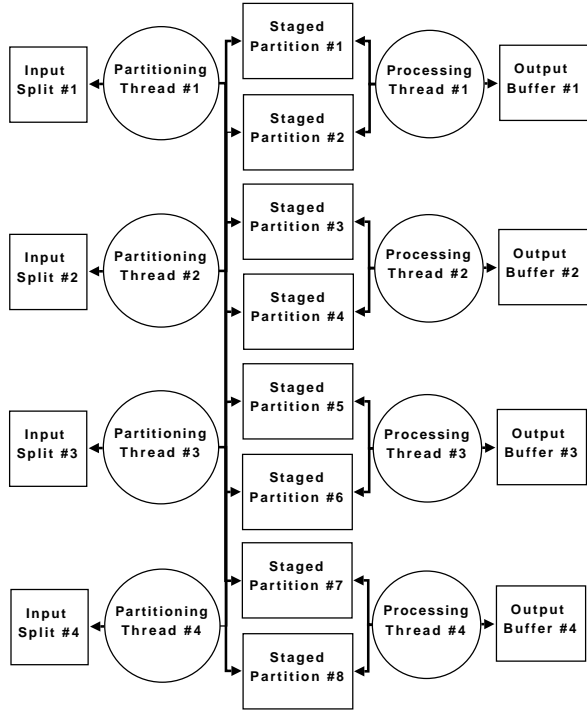 Input
Split #1
Partitioning
Thread #1
Staged
Partition #1
Staged
Partition #2
Processing
Thread #1
Output
Buffer #1
Input
Split #2
Partitioning
Thread #2
Staged
Partition #3
Staged
Partition #4
Processing
Thread #2
Output
Buffer #2
Input
Split #3
Partitioning
Thread #3
Staged
Partition #5
Staged
Partition #6
Processing
Thread #3
Output
Buffer #3
Input
Split #4
Partitioning
Thread #4
Staged
Partition #7
Staged
Partition #8
Processing
Thread #4
Output
Buffer #4